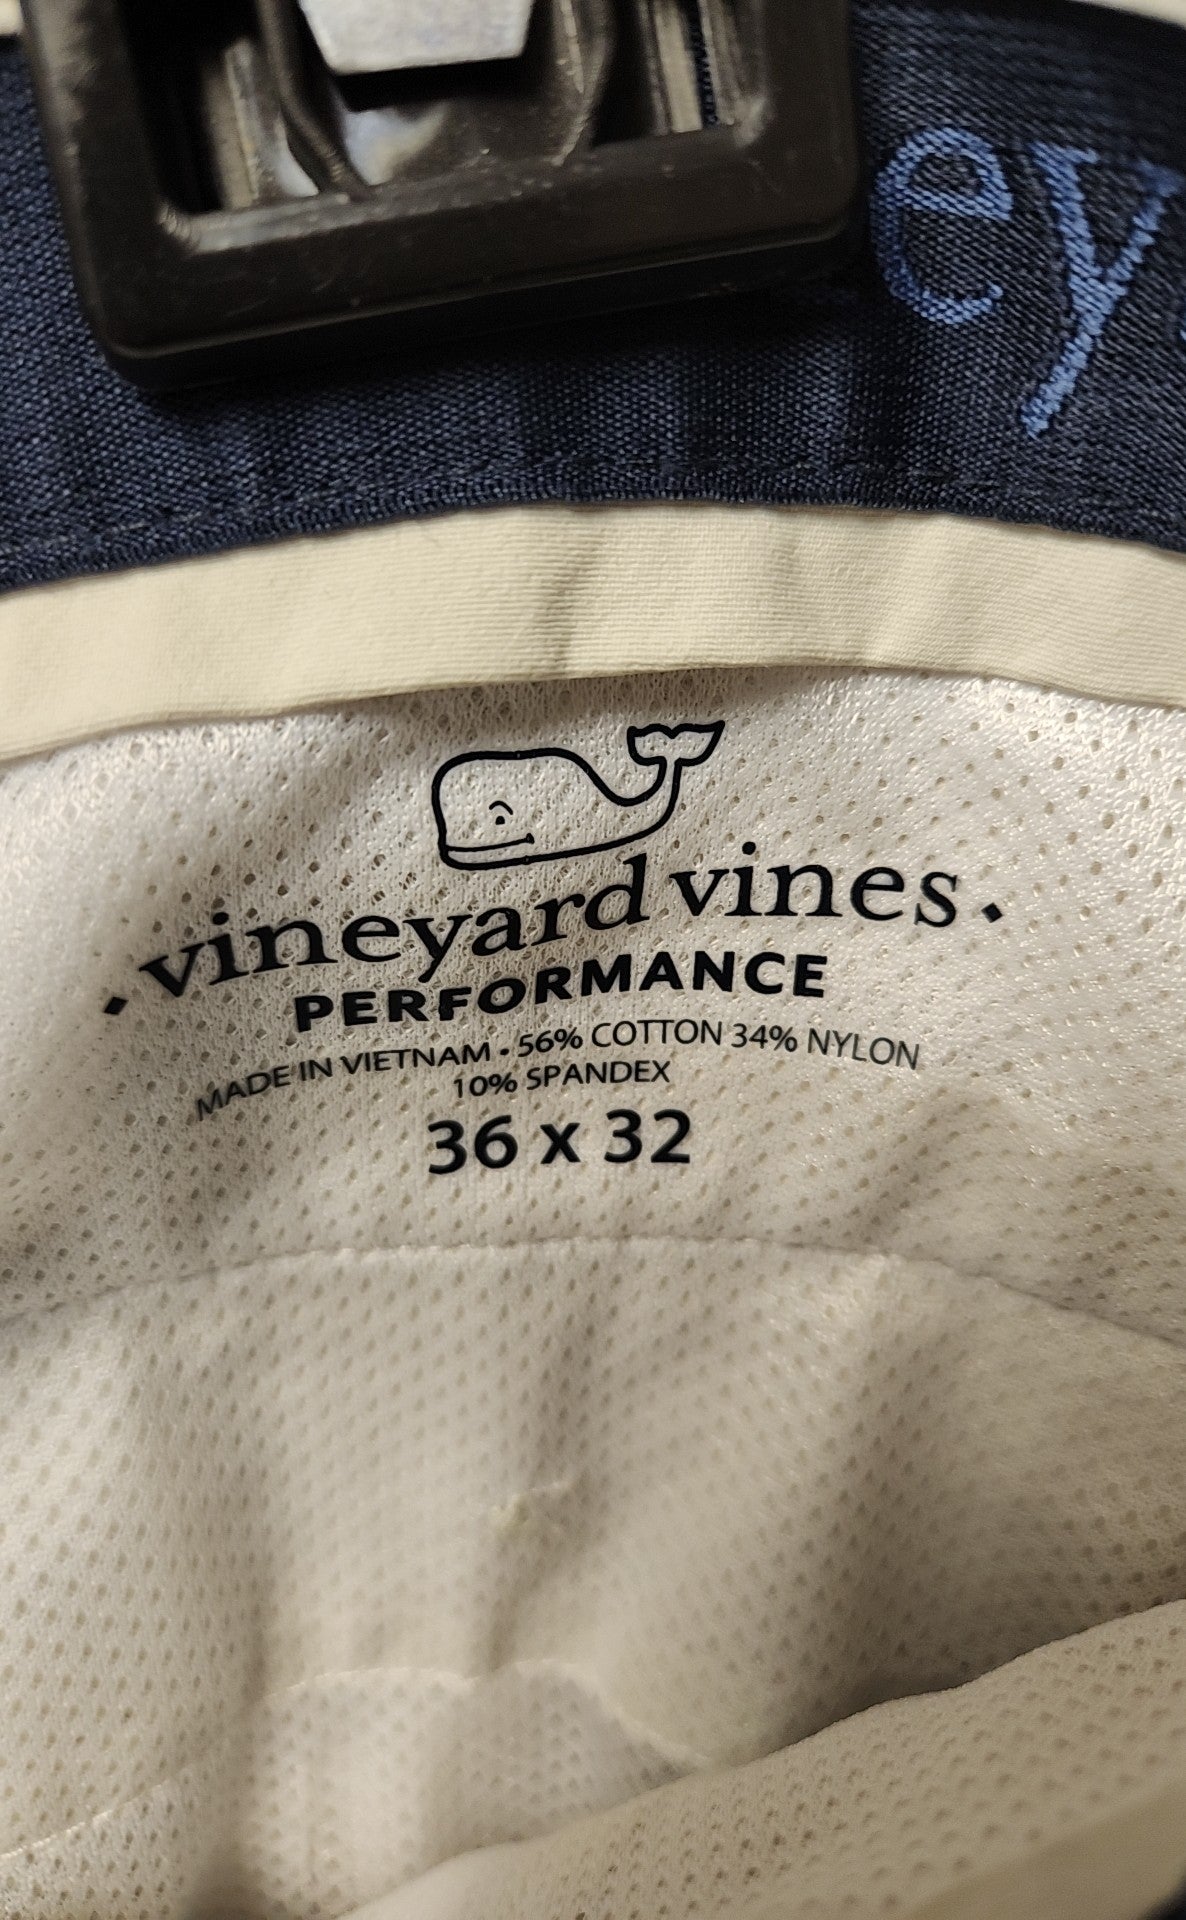 ey
• vineyard vines •
PERFORMANCE
MADE IN VIETNAM • 56% COTTON 34% NYLON
10% SPANDEX
36 x 32